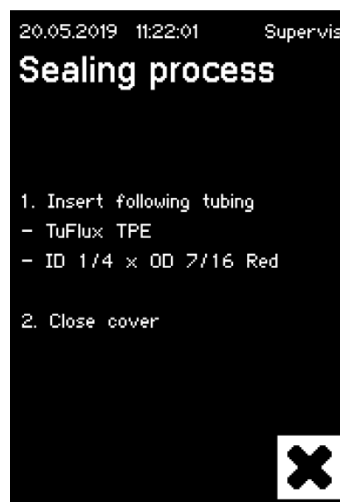 20.05.2019 11:22:01 Supervis
Sealing process
1. Insert following tubing
- TuFlux TPE
- ID 1/4 x OD 7/16 Red
2. Close cover